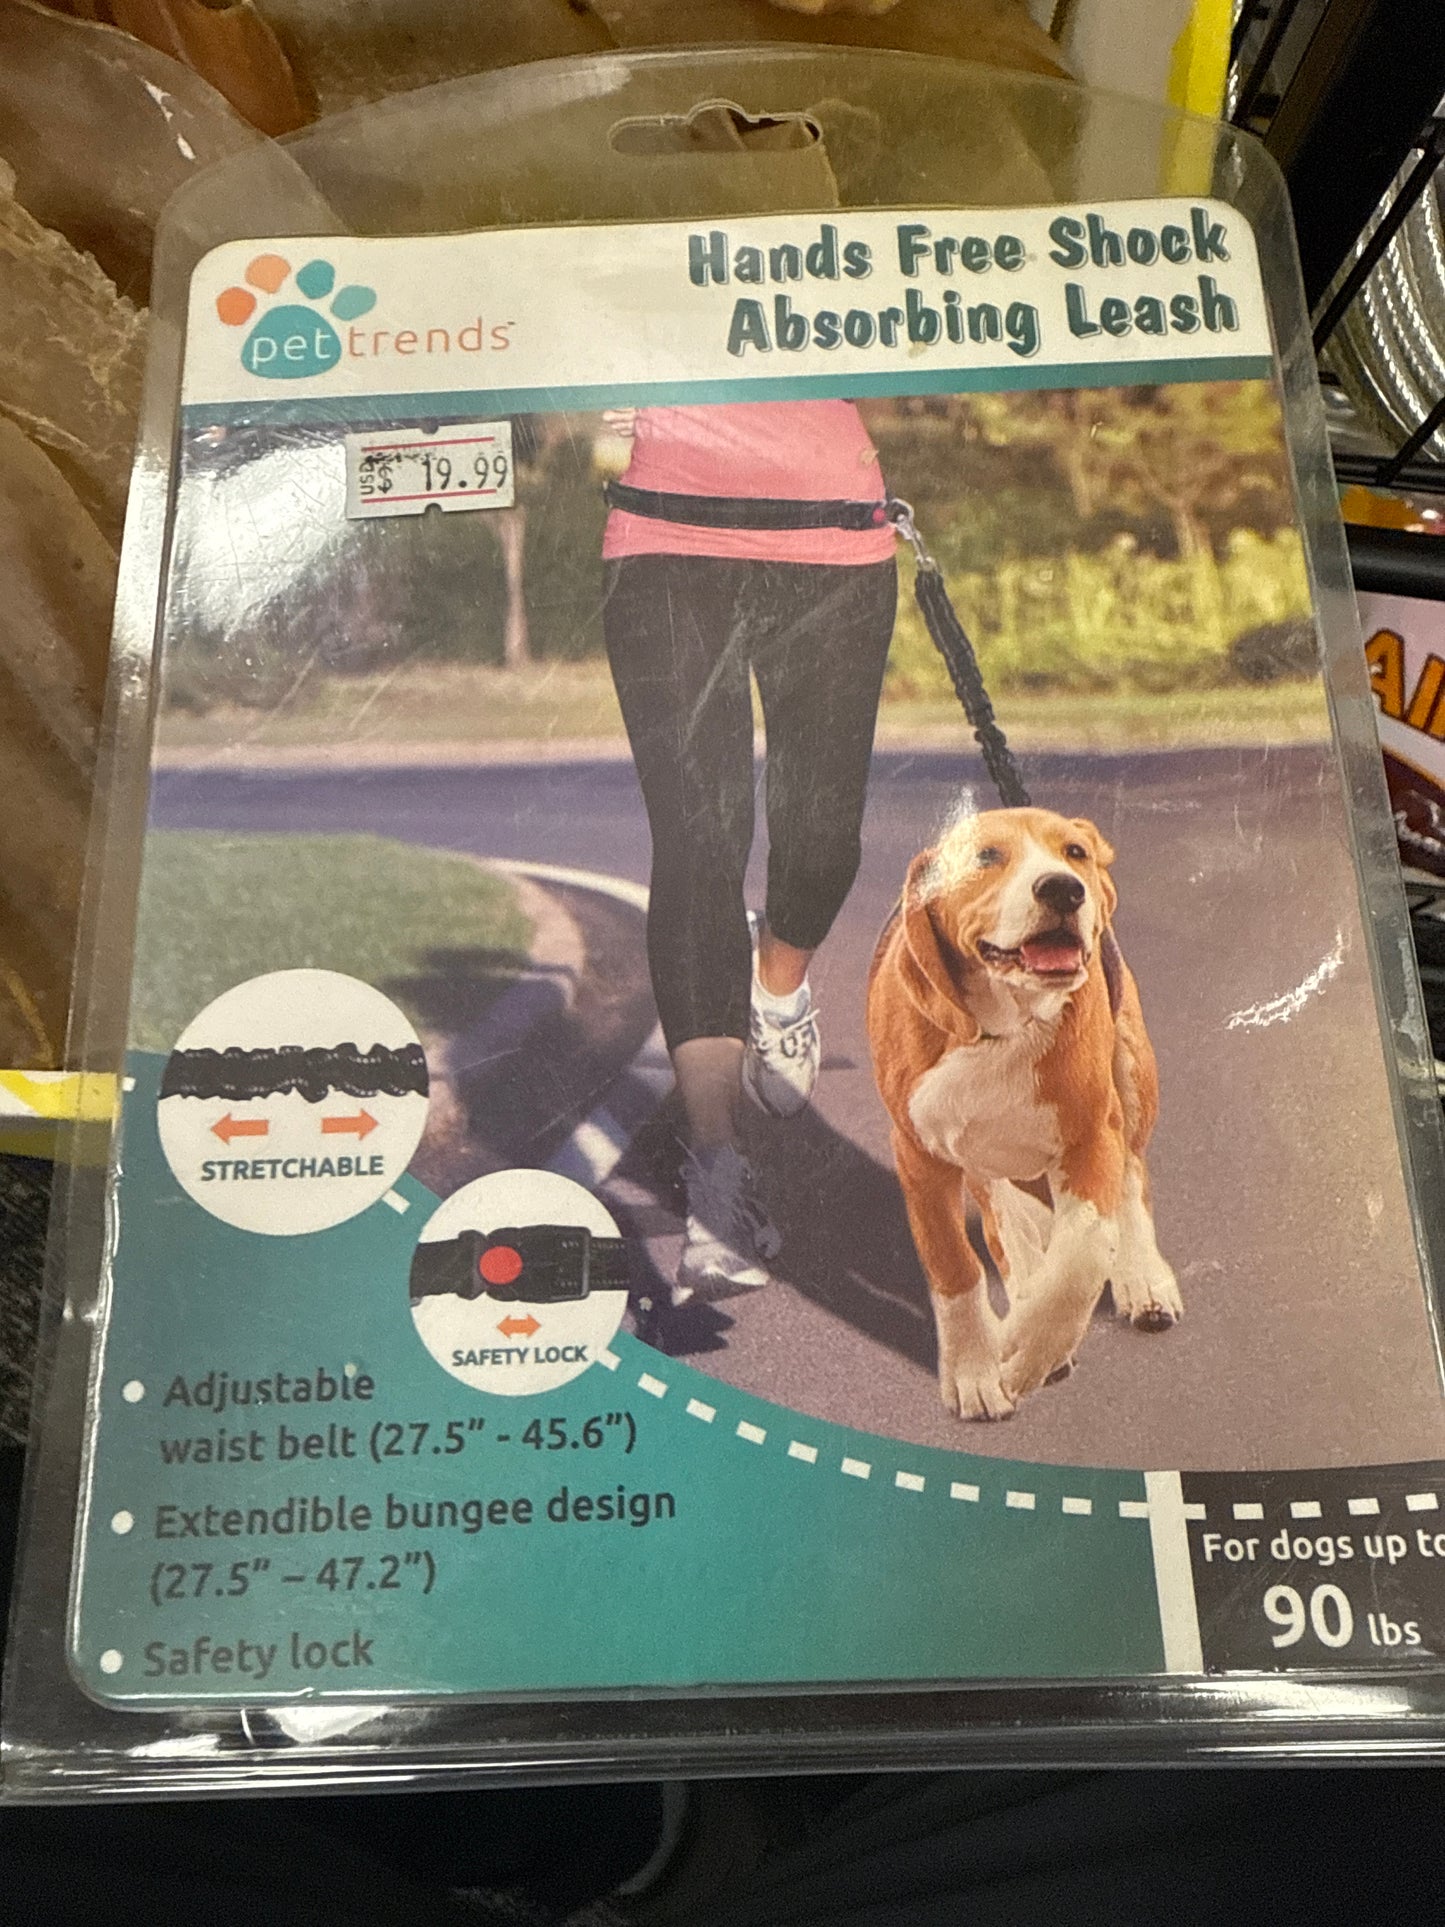 pet trends™
Hands Free Shock
Absorbing Leash
USD $ 19.99
STRETCHABLE
SAFETY LOCK
• Adjustable
waist belt (27.5" - 45.6")
• Extendible bungee design
(27.5" – 47.2")
• Safety lock
For dogs up to
90 lbs